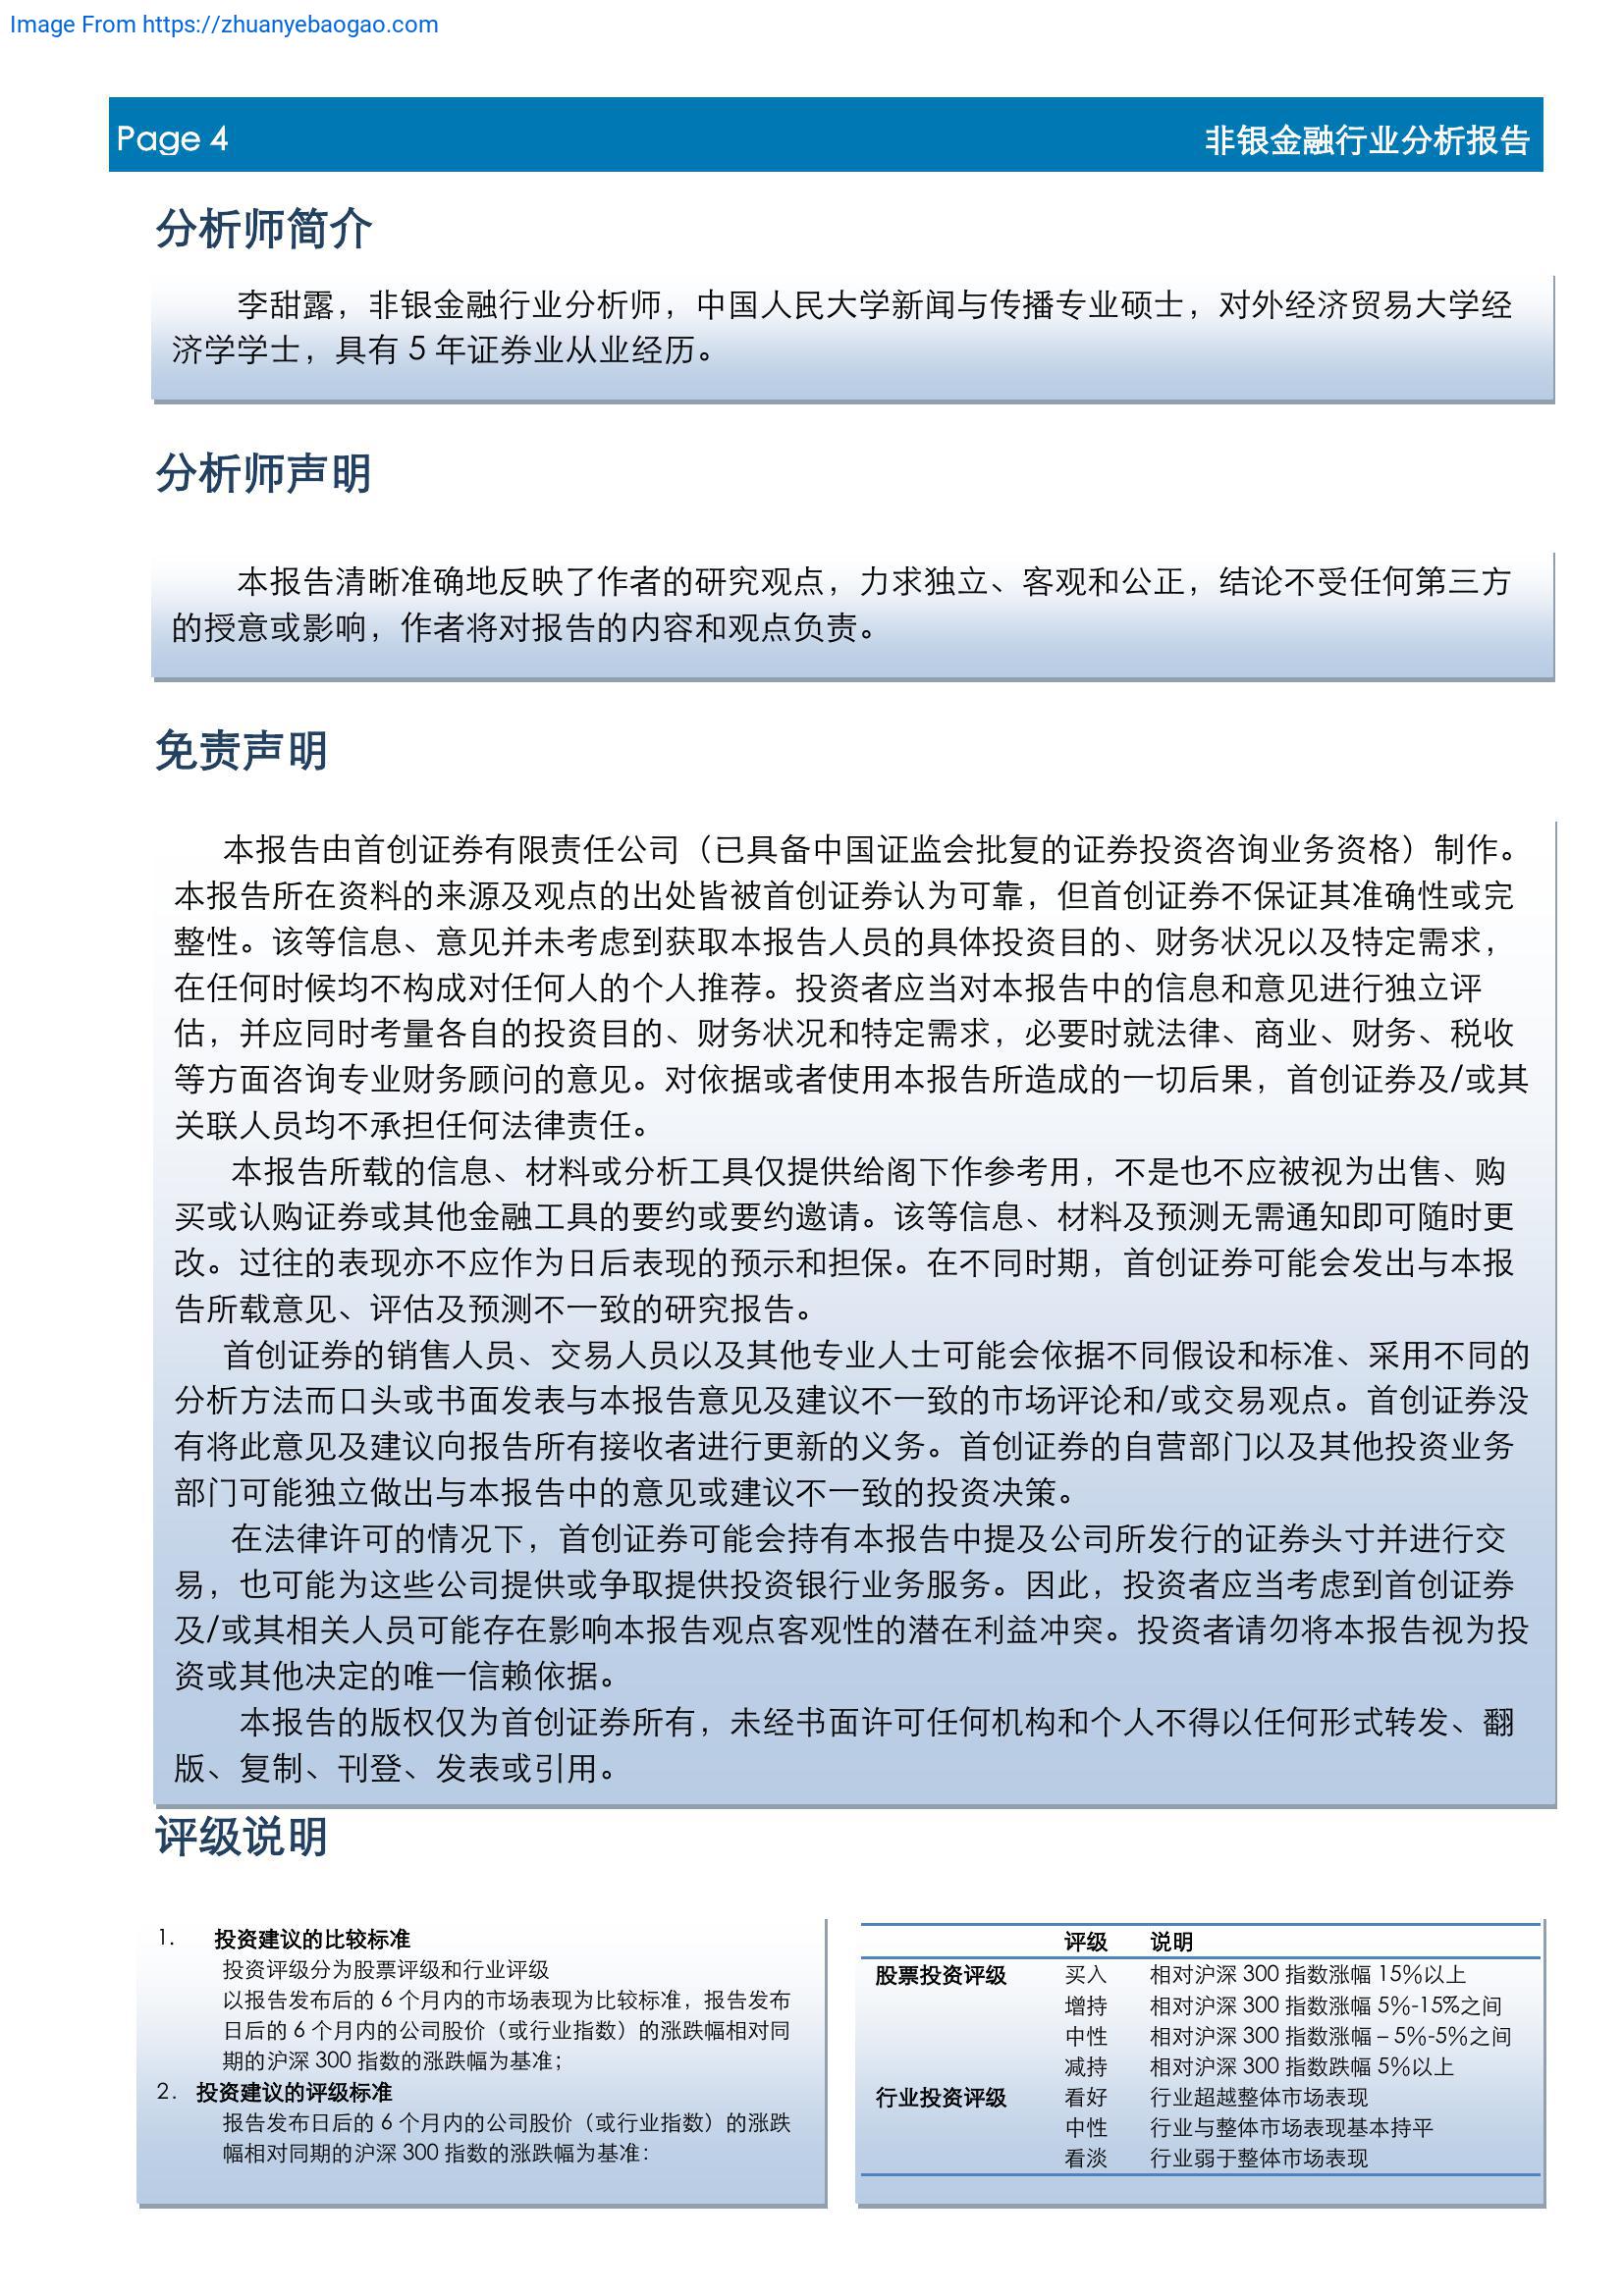 Image From https://zhuanyebaogao.com
Page 4 非银金融行业分析报告
分析师简介
李甜露，非银金融行业分析师，中国人民大学新闻与传播专业硕士，对外经济贸易大学经
济学学士，具有 5 年证券业从业经历。
分析师声明
本报告清晰准确地反映了作者的研究观点，力求独立、客观和公正，结论不受任何第三方
的授意或影响，作者将对报告的内容和观点负责。
免责声明
本报告由首创证券有限责任公司（已具备中国证监会批复的证券投资咨询业务资格）制作。
本报告所在资料的来源及观点的出处皆被首创证券认为可靠，但首创证券不保证其准确性或完
整性。该等信息、意见并未考虑到获取本报告人员的具体投资目的、财务状况以及特定需求，
在任何时候均不构成对任何人的个人推荐。投资者应当对本报告中的信息和意见进行独立评
估，并应同时考量各自的投资目的、财务状况和特定需求，必要时就法律、商业、财务、税收
等方面咨询专业财务顾问的意见。对依据或者使用本报告所造成的一切后果，首创证券及/或其
关联人员均不承担任何法律责任。
本报告所载的信息、材料或分析工具仅提供给阁下作参考用，不是也不应被视为出售、购
买或认购证券或其他金融工具的要约或要约邀请。该等信息、材料及预测无需通知即可随时更
改。过往的表现亦不应作为日后表现的预示和担保。在不同时期，首创证券可能会发出与本报
告所载意见、评估及预测不一致的研究报告。
首创证券的销售人员、交易人员以及其他专业人士可能会依据不同假设和标准、采用不同的
分析方法而口头或书面发表与本报告意见及建议不一致的市场评论和/或交易观点。首创证券没
有将此意见及建议向报告所有接收者进行更新的义务。首创证券的自营部门以及其他投资业务
部门可能独立做出与本报告中的意见或建议不一致的投资决策。
在法律许可的情况下，首创证券可能会持有本报告中提及公司所发行的证券头寸并进行交
易，也可能为这些公司提供或争取提供投资银行业务服务。因此，投资者应当考虑到首创证券
及/或其相关人员可能存在影响本报告观点客观性的潜在利益冲突。投资者请勿将本报告视为投
资或其他决定的唯一信赖依据。
本报告的版权仅为首创证券所有，未经书面许可任何机构和个人不得以任何形式转发、翻
版、复制、刊登、发表或引用。
评级说明
1. 投资建议的比较标准
投资评级分为股票评级和行业评级
以报告发布后的 6 个月内的市场表现为比较标准，报告发布
日后的 6 个月内的公司股价（或行业指数）的涨跌幅相对同
期的沪深 300 指数的涨跌幅为基准；
2. 投资建议的评级标准
报告发布日后的 6 个月内的公司股价（或行业指数）的涨跌
幅相对同期的沪深 300 指数的涨跌幅为基准：
评级 说明
股票投资评级 买入 相对沪深 300 指数涨幅 15%以上
增持 相对沪深 300 指数涨幅 5%-15%之间
中性 相对沪深 300 指数涨幅 – 5%-5%之间
减持 相对沪深 300 指数跌幅 5%以上
行业投资评级 看好 行业超越整体市场表现
中性 行业与整体市场表现基本持平
看淡 行业弱于整体市场表现